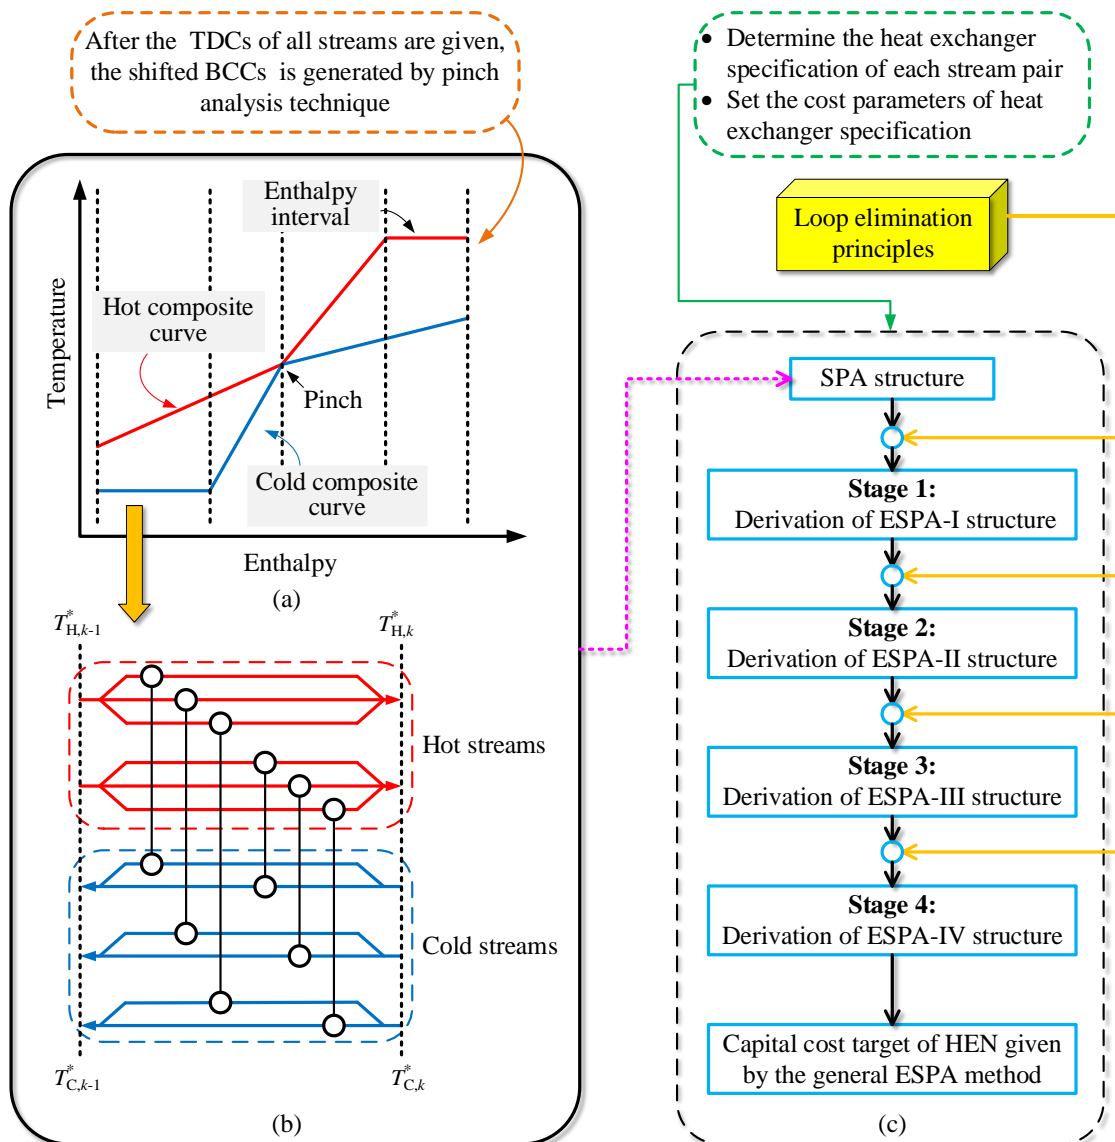 After the TDCs of all streams are given,
the shifted BCCs is generated by pinch
analysis technique
Temperature
Enthalpy
interval
Hot composite
curve
Pinch
Cold composite
curve
Enthalpy
(a)
T*H,k-1
T*H,k
Hot streams
Cold streams
T*C,k-1
T*C,k
(b)
• Determine the heat exchanger
specification of each stream pair
• Set the cost parameters of heat
exchanger specification
Loop elimination
principles
SPA structure
Stage 1:
Derivation of ESPA-I structure
Stage 2:
Derivation of ESPA-II structure
Stage 3:
Derivation of ESPA-III structure
Stage 4:
Derivation of ESPA-IV structure
Capital cost target of HEN given
by the general ESPA method
(c)